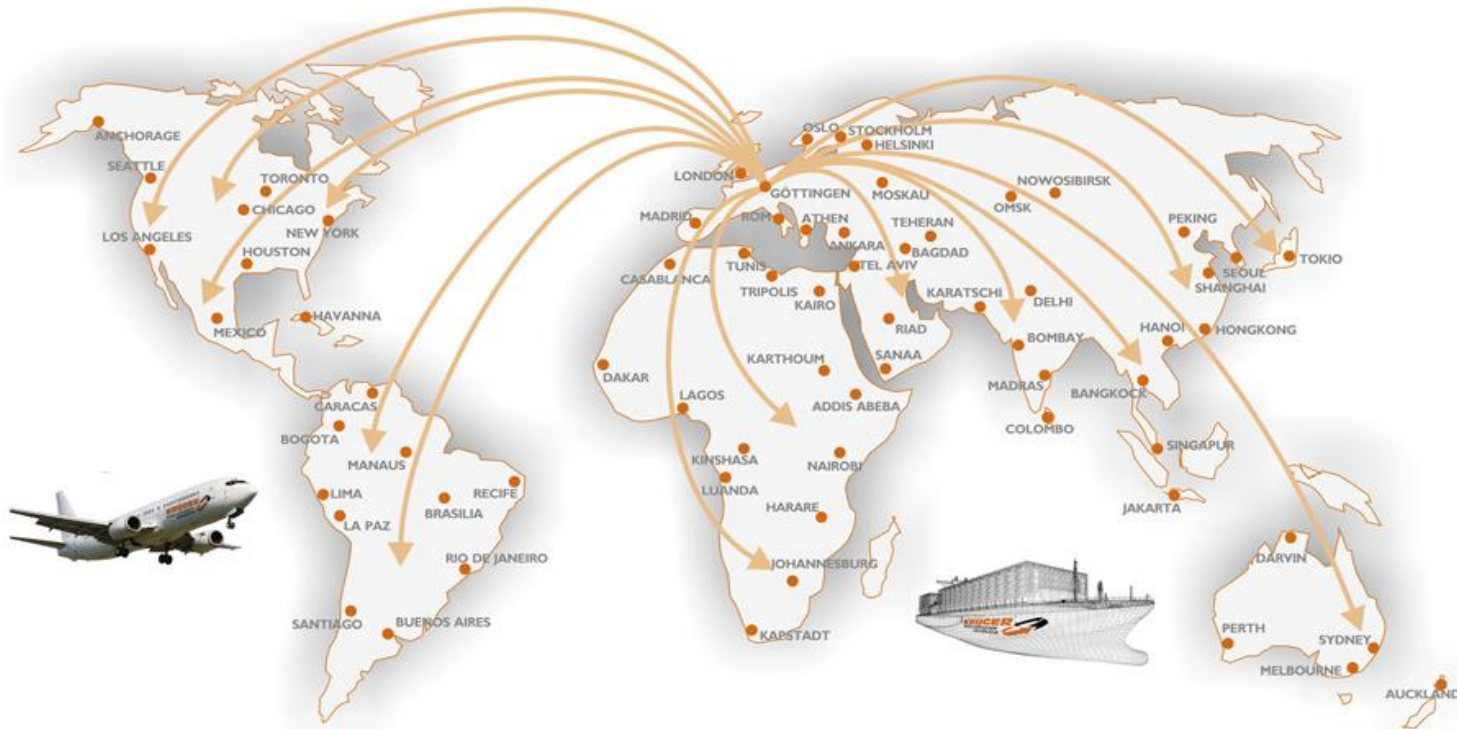 ANCHORAGE
SEATTLE
TORONTO
CHICAGO
LOS ANGELES
NEW YORK
HOUSTON
MEXICO
HAVANNA
CARACAS
BOGOTA
MANAUS
LIMA
RECIFE
BRASILIA
LA PAZ
RIO DE JANEIRO
SANTIAGO
BUENOS AIRES
OSLO
STOCKHOLM
HELSINKI
LONDON
GÖTTINGEN
MOSKAU
NOWOSIBIRSK
OMSK
MADRID
ROM
ATHEN
ANKARA
TEHERAN
BAGDAD
PEKING
TOKIO
SEOUL
SHANGHAI
CASABLANCA
TUNIS
TEL AVIV
TRIPOLIS
KAIRO
KARATSCHI
DELHI
RIAD
BOMBAY
HANOI
HONGKONG
DAKAR
KARTHOUM
SANAA
MADRAS
BANGKOCK
LAGOS
ADDIS ABEBA
COLOMBO
KINSHASA
NAIROBI
SINGAPUR
LUANDA
HARARE
JAKARTA
JOHANNESBURG
DARVIN
KAPSTADT
KRÜGER
PERTH
SYDNEY
MELBOURNE
AUCKLAND